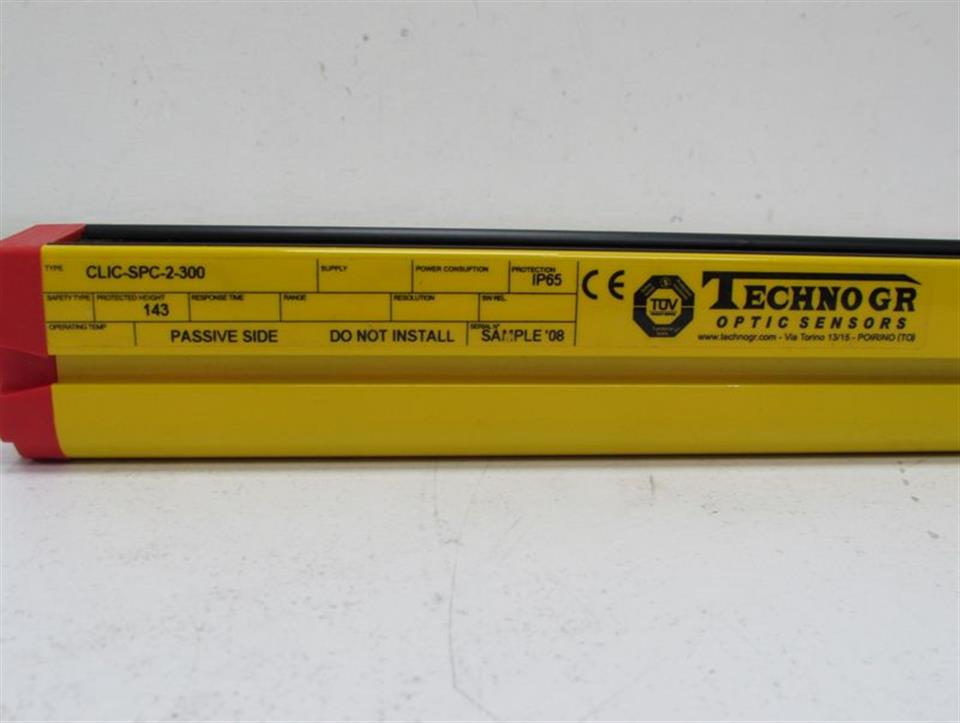 TYPE CLIC-SPC-2-300 SUPPLY POWER CONSUPTION PROTECTION IP65
SAFETY TYPE PROTECTED HEIGHT 143 RESPONSE TIME RANGE RESOLUTION SW REL.
OPERATING TEMP PASSIVE SIDE DO NOT INSTALL SERIAL N° SAMPLE '08
CE
TÜV
TECHNO GR
OPTIC SENSORS
www.technogr.com - Via Torino 13/15 - POIRINO (TO)